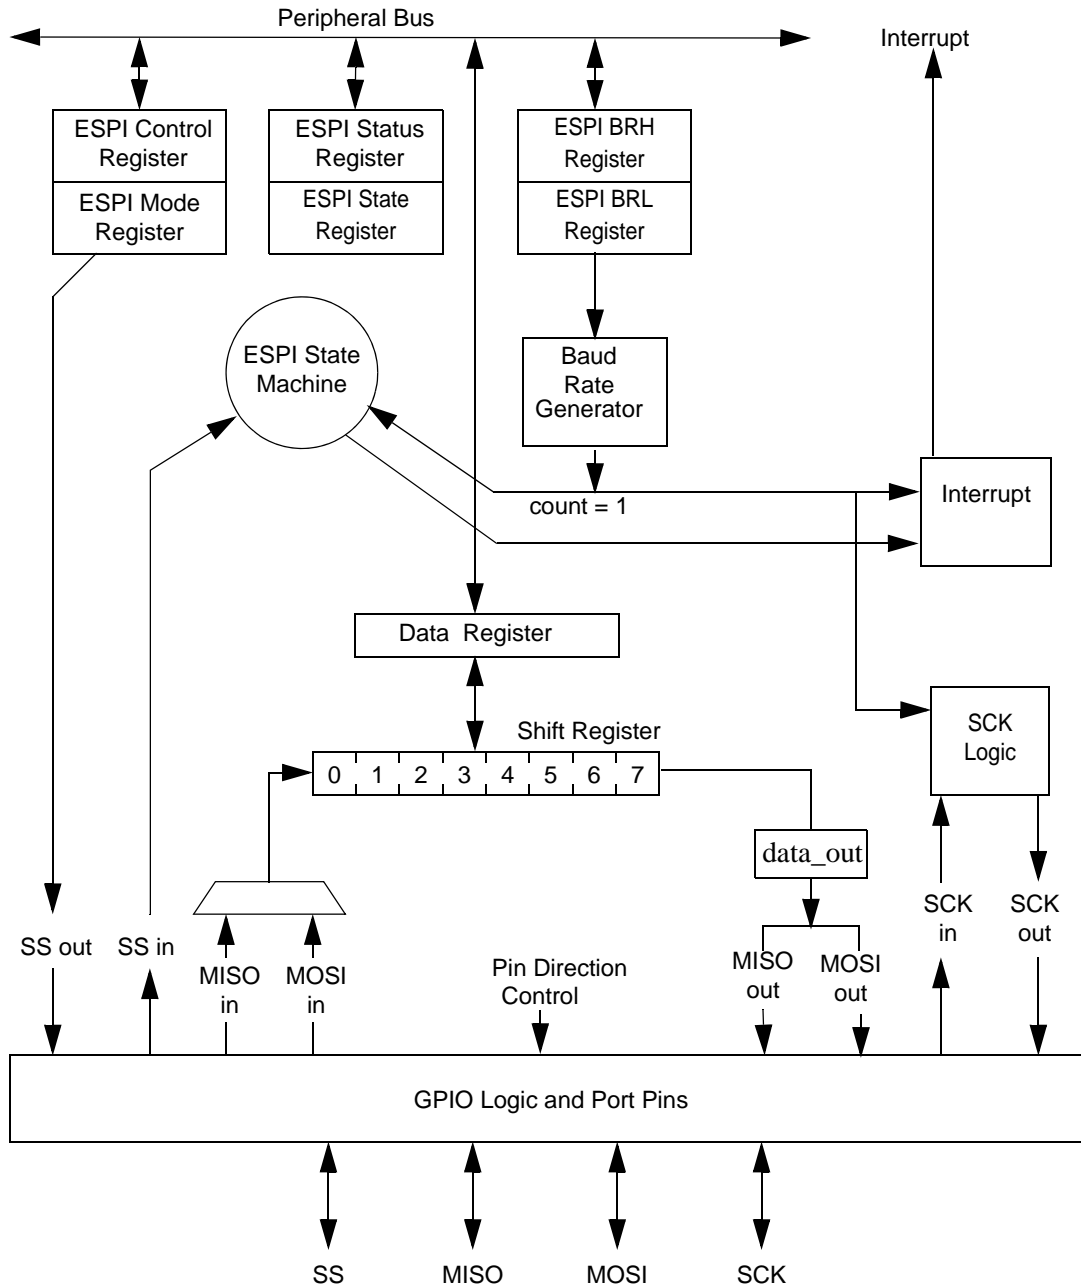 Peripheral Bus
Interrupt
ESPI Control
Register
ESPI Mode
Register
ESPI Status
Register
ESPI State
Register
ESPI BRH
Register
ESPI BRL
Register
ESPI State
Machine
Baud
Rate
Generator
count = 1
Interrupt
Data Register
Shift Register
0 1 2 3 4 5 6 7
SCK
Logic
data_out
SS out
SS in
MISO
in
MOSI
in
Pin Direction
Control
MISO
out
MOSI
out
SCK
in
SCK
out
GPIO Logic and Port Pins
SS
MISO
MOSI
SCK